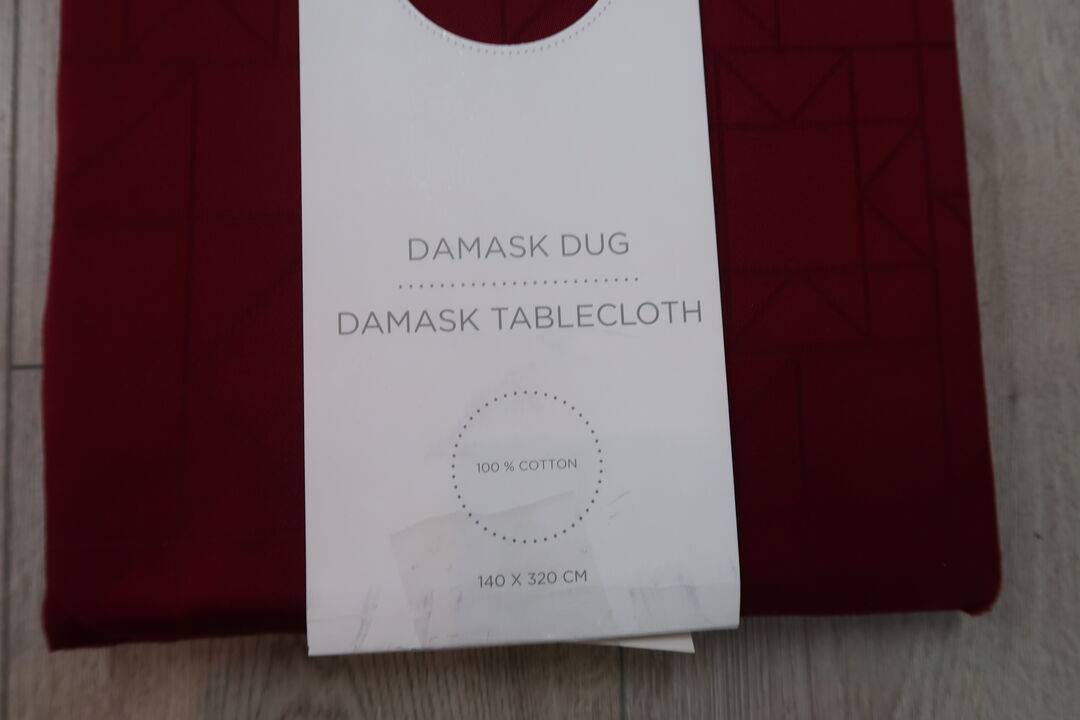 DAMASK DUG
DAMASK TABLECLOTH
100 % COTTON
140 X 320 CM